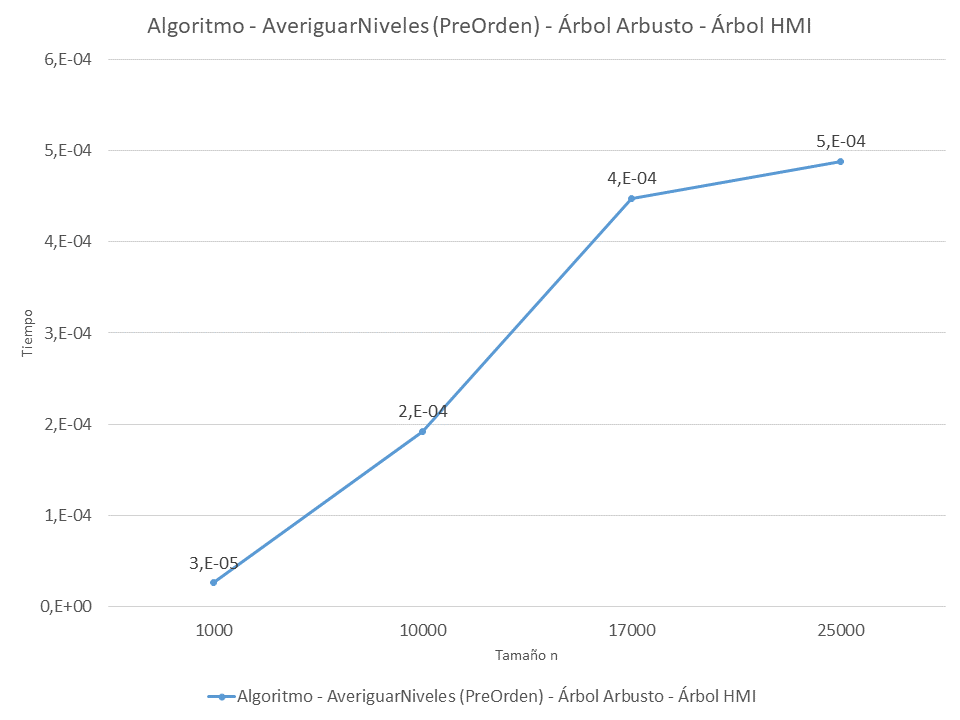 Algoritmo - AveriguarNiveles (PreOrden) - Árbol Arbusto - Árbol HMI
6,E-04
5,E-04
4,E-04
3,E-04
2,E-04
1,E-04
0,E+00
Tiempo
3,E-05
2,E-04
4,E-04
5,E-04
1000
10000
17000
25000
Tamaño n
Algoritmo - AveriguarNiveles (PreOrden) - Árbol Arbusto - Árbol HMI